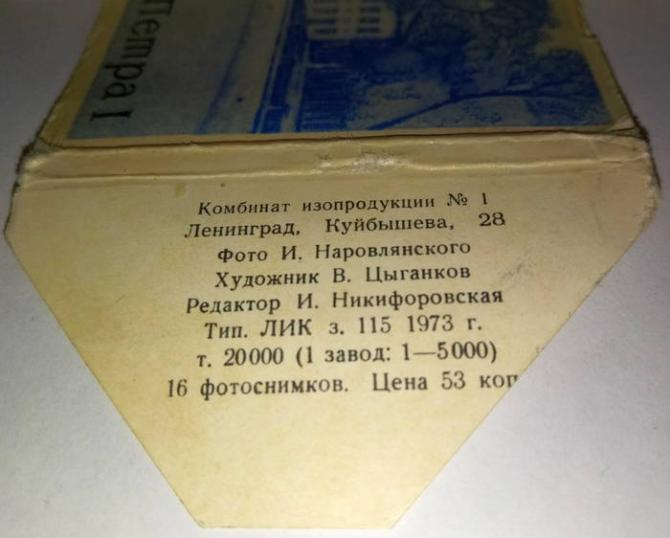 Петра I
Комбинат изопродукции № 1
Ленинград, Куйбышева, 28
Фото И. Наровлянского
Художник В. Цыганков
Редактор И. Никифоровская
Тип. ЛИК з. 115 1973 г.
т. 20000 (1 завод: 1—5000)
16 фотоснимков. Цена 53 коп